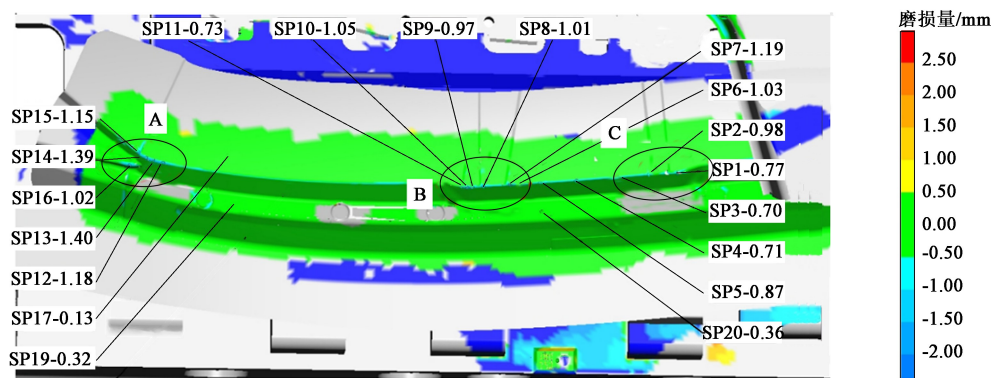 SP11-0.73 SP10-1.05 SP9-0.97 SP8-1.01
SP7-1.19
SP6-1.03
SP2-0.98
SP1-0.77
SP3-0.70
SP4-0.71
SP5-0.87
SP20-0.36
SP15-1.15
SP14-1.39
SP16-1.02
SP13-1.40
SP12-1.18
SP17-0.13
SP19-0.32
A
B
C
磨损量/mm
2.50
2.00
1.50
1.00
0.50
0.00
-0.50
-1.00
-1.50
-2.00